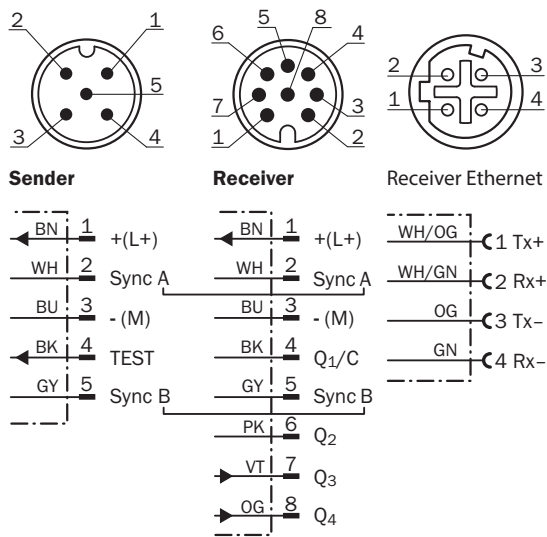 2 1
5
3 4
5 8
6 4
7 3
1 2
2 3
1 4
Sender
BN 1 +(L+)
WH 2 Sync A
BU 3 - (M)
BK 4 TEST
GY 5 Sync B
Receiver
BN 1 +(L+)
WH 2 Sync A
BU 3 - (M)
BK 4 Q1/C
GY 5 Sync B
PK 6 Q2
VT 7 Q3
OG 8 Q4
Receiver Ethernet
WH/OG 1 Tx+
WH/GN 2 Rx+
OG 3 Tx–
GN 4 Rx–